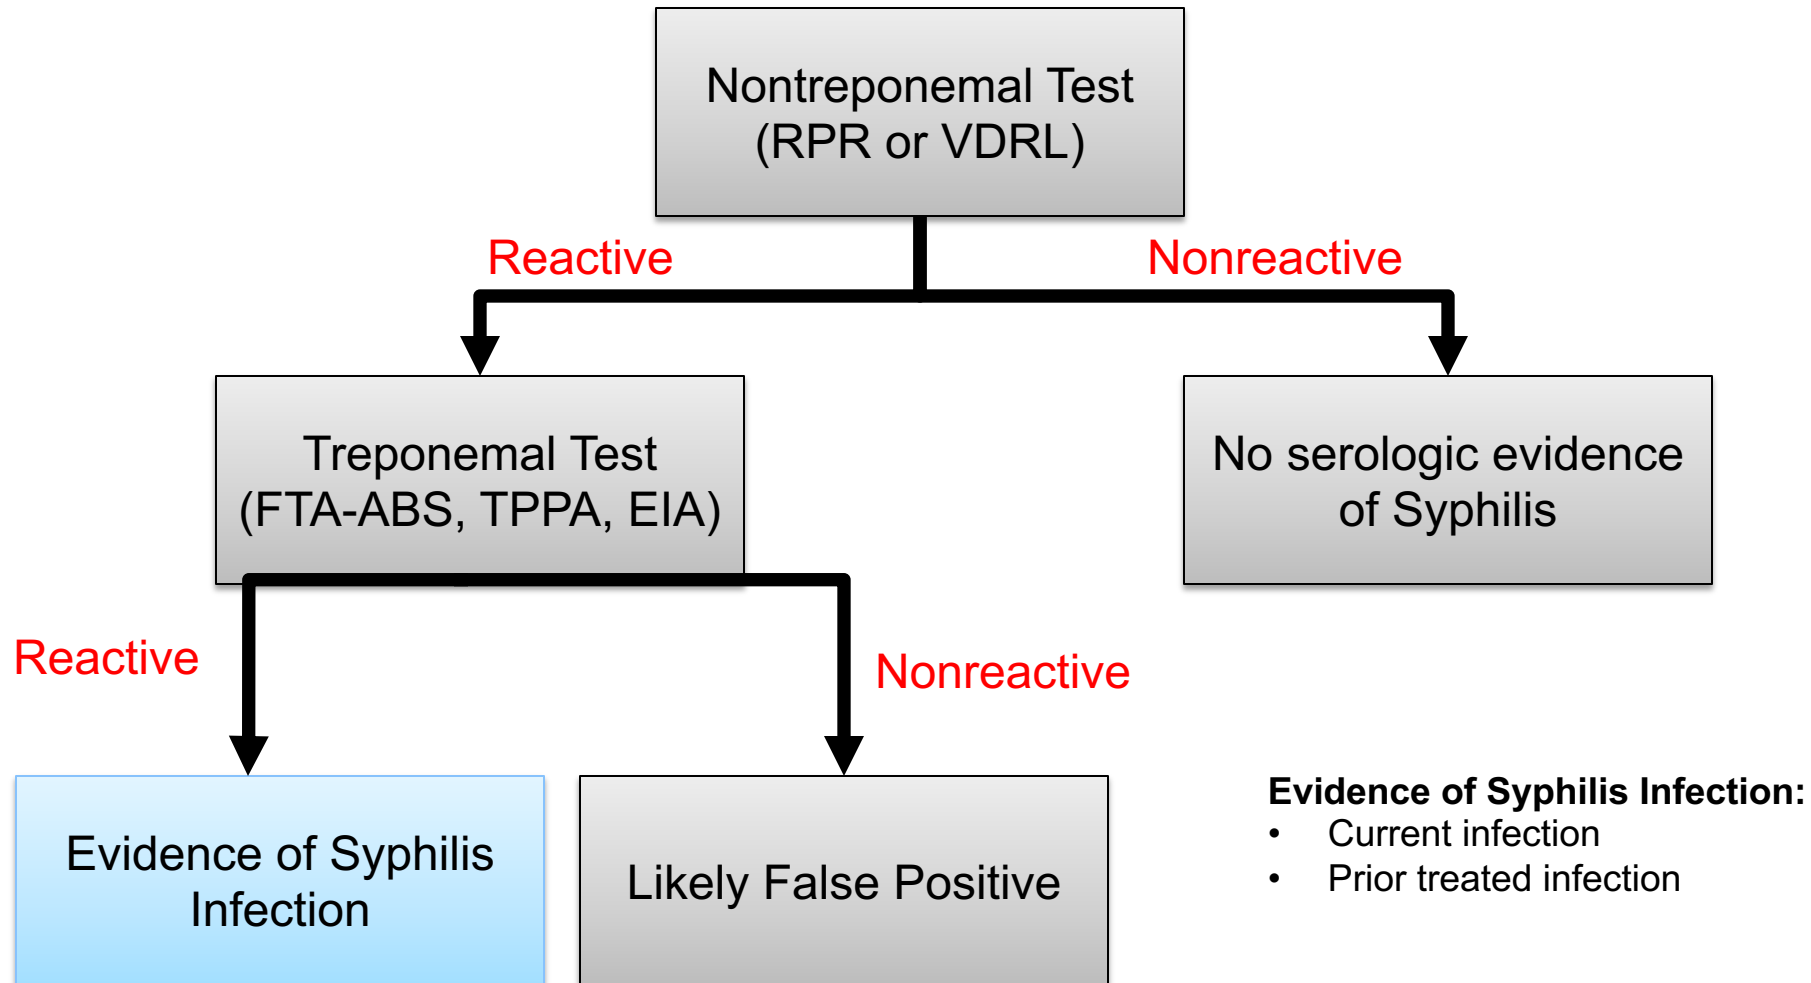 Nontreponemal Test
(RPR or VDRL)
Reactive
Nonreactive
Treponemal Test
(FTA-ABS, TPPA, EIA)
No serologic evidence
of Syphilis
Reactive
Nonreactive
Evidence of Syphilis
Infection
Likely False Positive
Evidence of Syphilis Infection:
• Current infection
• Prior treated infection